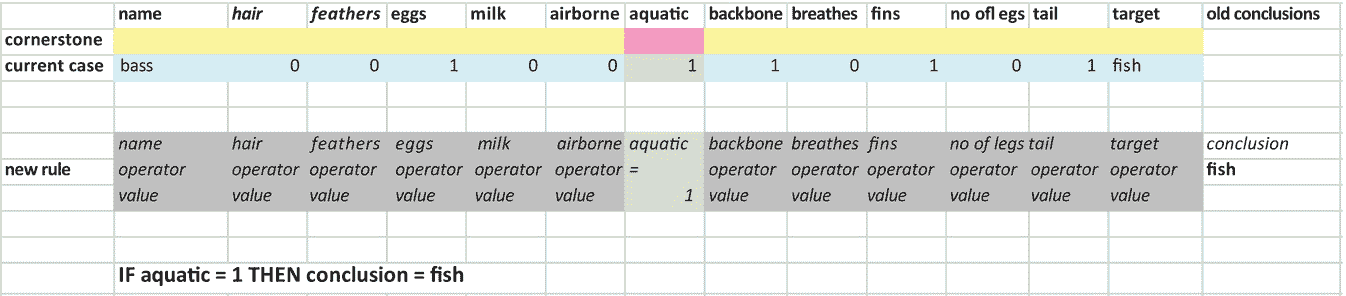 name hair feathers eggs milk airborne aquatic backbone breathes fins no ofl egs tail target old conclusions
cornerstone
current case bass 0 0 1 0 0 1 1 0 1 0 1 fish
name hair feathers eggs milk airborne aquatic backbone breathes fins no of legs tail target conclusion
new rule operator operator operator operator operator operator = operator operator operator operator operator operator fish
value value value value value value 1 value value value value value value
IF aquatic = 1 THEN conclusion = fish